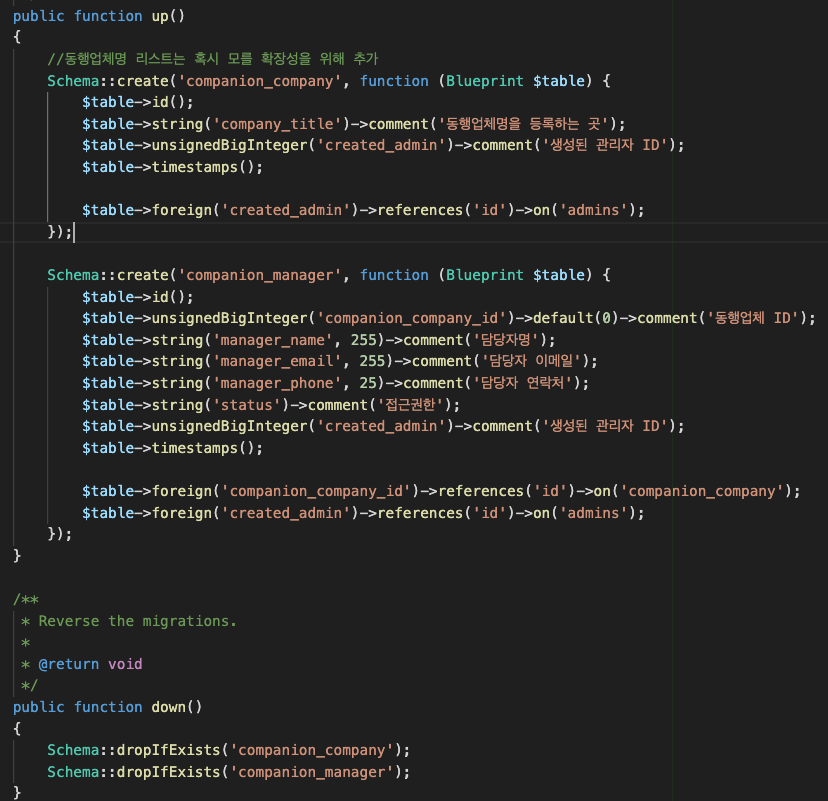 public function up()
{
    //동행업체명 리스트는 혹시 모를 확장성을 위해 추가
    Schema::create('companion_company', function (Blueprint $table) {
        $table->id();
        $table->string('company_title')->comment('동행업체명을 등록하는 곳');
        $table->unsignedBigInteger('created_admin')->comment('생성된 관리자 ID');
        $table->timestamps();

        $table->foreign('created_admin')->references('id')->on('admins');
    });

    Schema::create('companion_manager', function (Blueprint $table) {
        $table->id();
        $table->unsignedBigInteger('companion_company_id')->default(0)->comment('동행업체 ID');
        $table->string('manager_name', 255)->comment('담당자명');
        $table->string('manager_email', 255)->comment('담당자 이메일');
        $table->string('manager_phone', 25)->comment('담당자 연락처');
        $table->string('status')->comment('접근권한');
        $table->unsignedBigInteger('created_admin')->comment('생성된 관리자 ID');
        $table->timestamps();

        $table->foreign('companion_company_id')->references('id')->on('companion_company');
        $table->foreign('created_admin')->references('id')->on('admins');
    });
}

/**
 * Reverse the migrations.
 *
 * @return void
 */
public function down()
{
    Schema::dropIfExists('companion_company');
    Schema::dropIfExists('companion_manager');
}